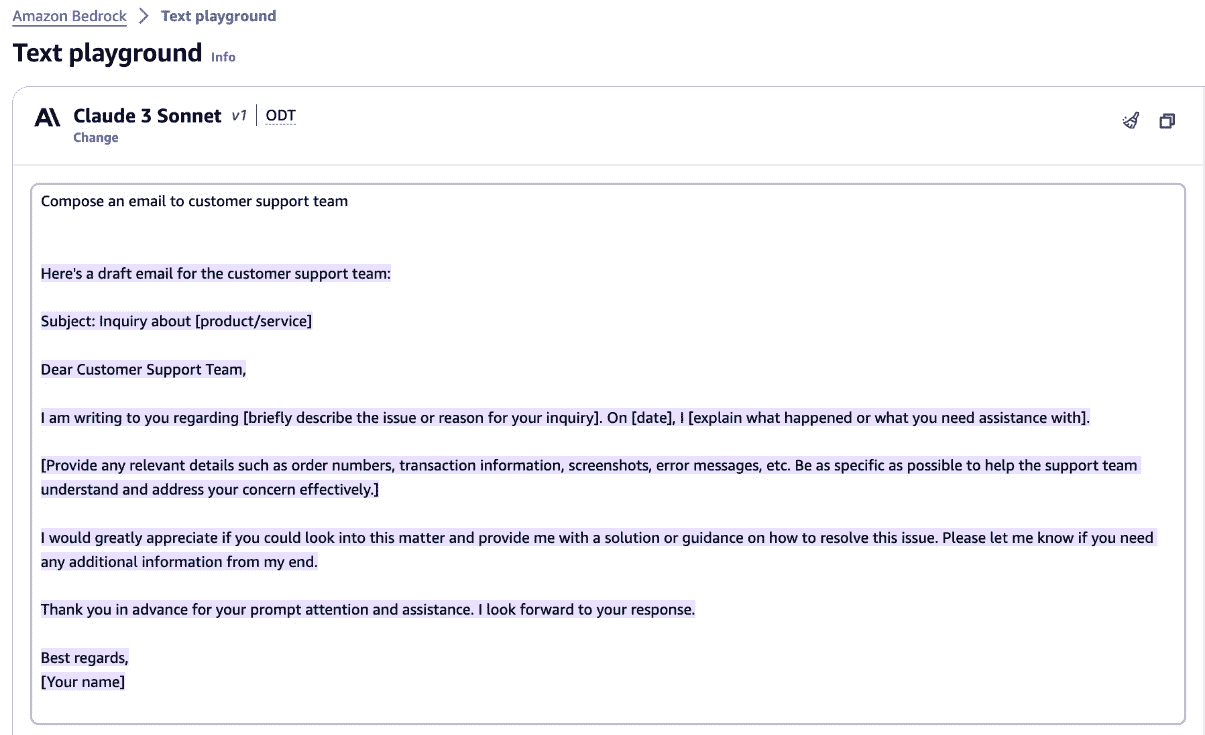 Amazon Bedrock > Text playground
Text playground Info
Claude 3 Sonnet v1 | ODT
Change
Compose an email to customer support team
Here's a draft email for the customer support team:
Subject: Inquiry about [product/service]
Dear Customer Support Team,
I am writing to you regarding [briefly describe the issue or reason for your inquiry]. On [date], I [explain what happened or what you need assistance with].
[Provide any relevant details such as order numbers, transaction information, screenshots, error messages, etc. Be as specific as possible to help the support team
understand and address your concern effectively.]
I would greatly appreciate if you could look into this matter and provide me with a solution or guidance on how to resolve this issue. Please let me know if you need
any additional information from my end.
Thank you in advance for your prompt attention and assistance. I look forward to your response.
Best regards,
[Your name]